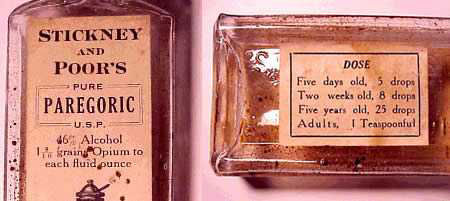 STICKNEY
AND
POOR'S
PURE
PAREGORIC
U.S.P.
46% Alcohol
1 3/16 grains Opium to
each fluid ounce
DOSE
Five days old, 5 drops
Two weeks old, 8 drops
Five years old, 25 drops
Adults, 1 Teaspoonful